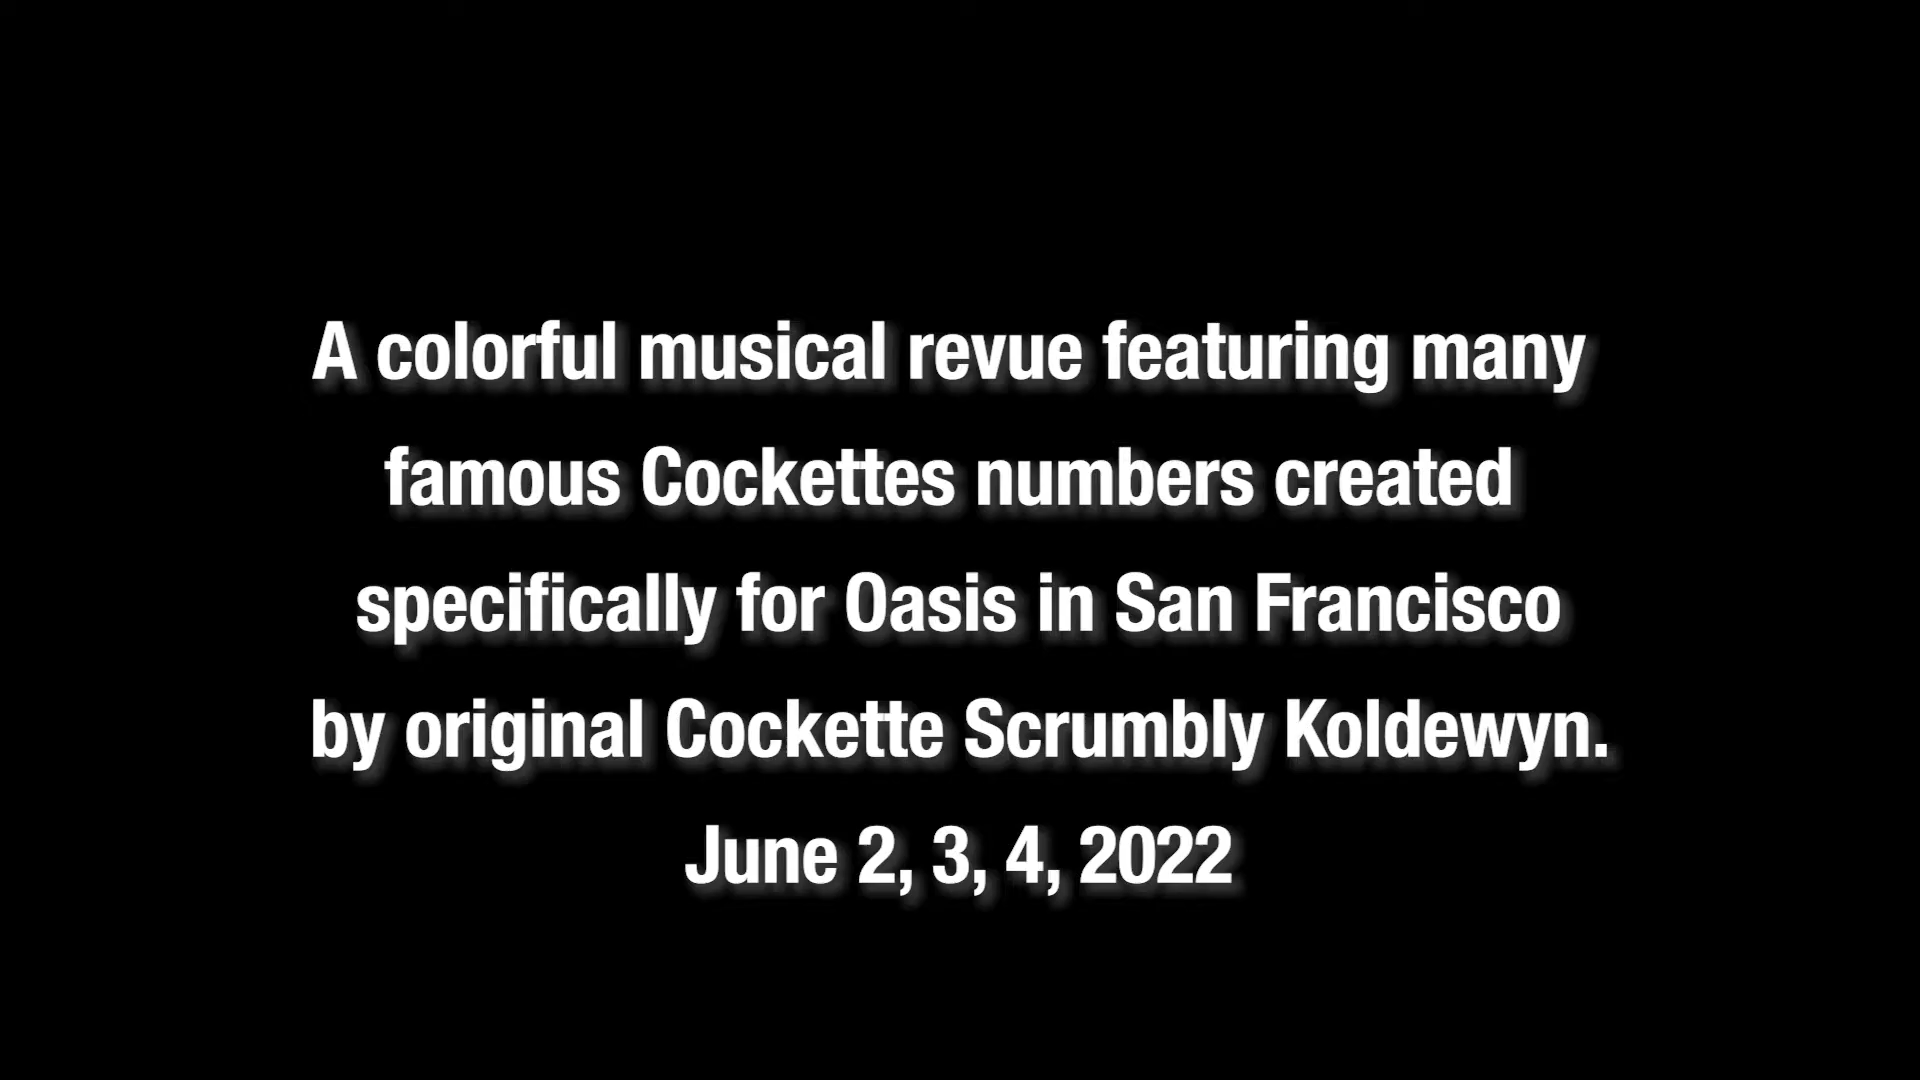 A colorful musical revue featuring many
famous Cockettes numbers created
specifically for Oasis in San Francisco
by original Cockette Scrumbly Koldewyn.
June 2, 3, 4, 2022